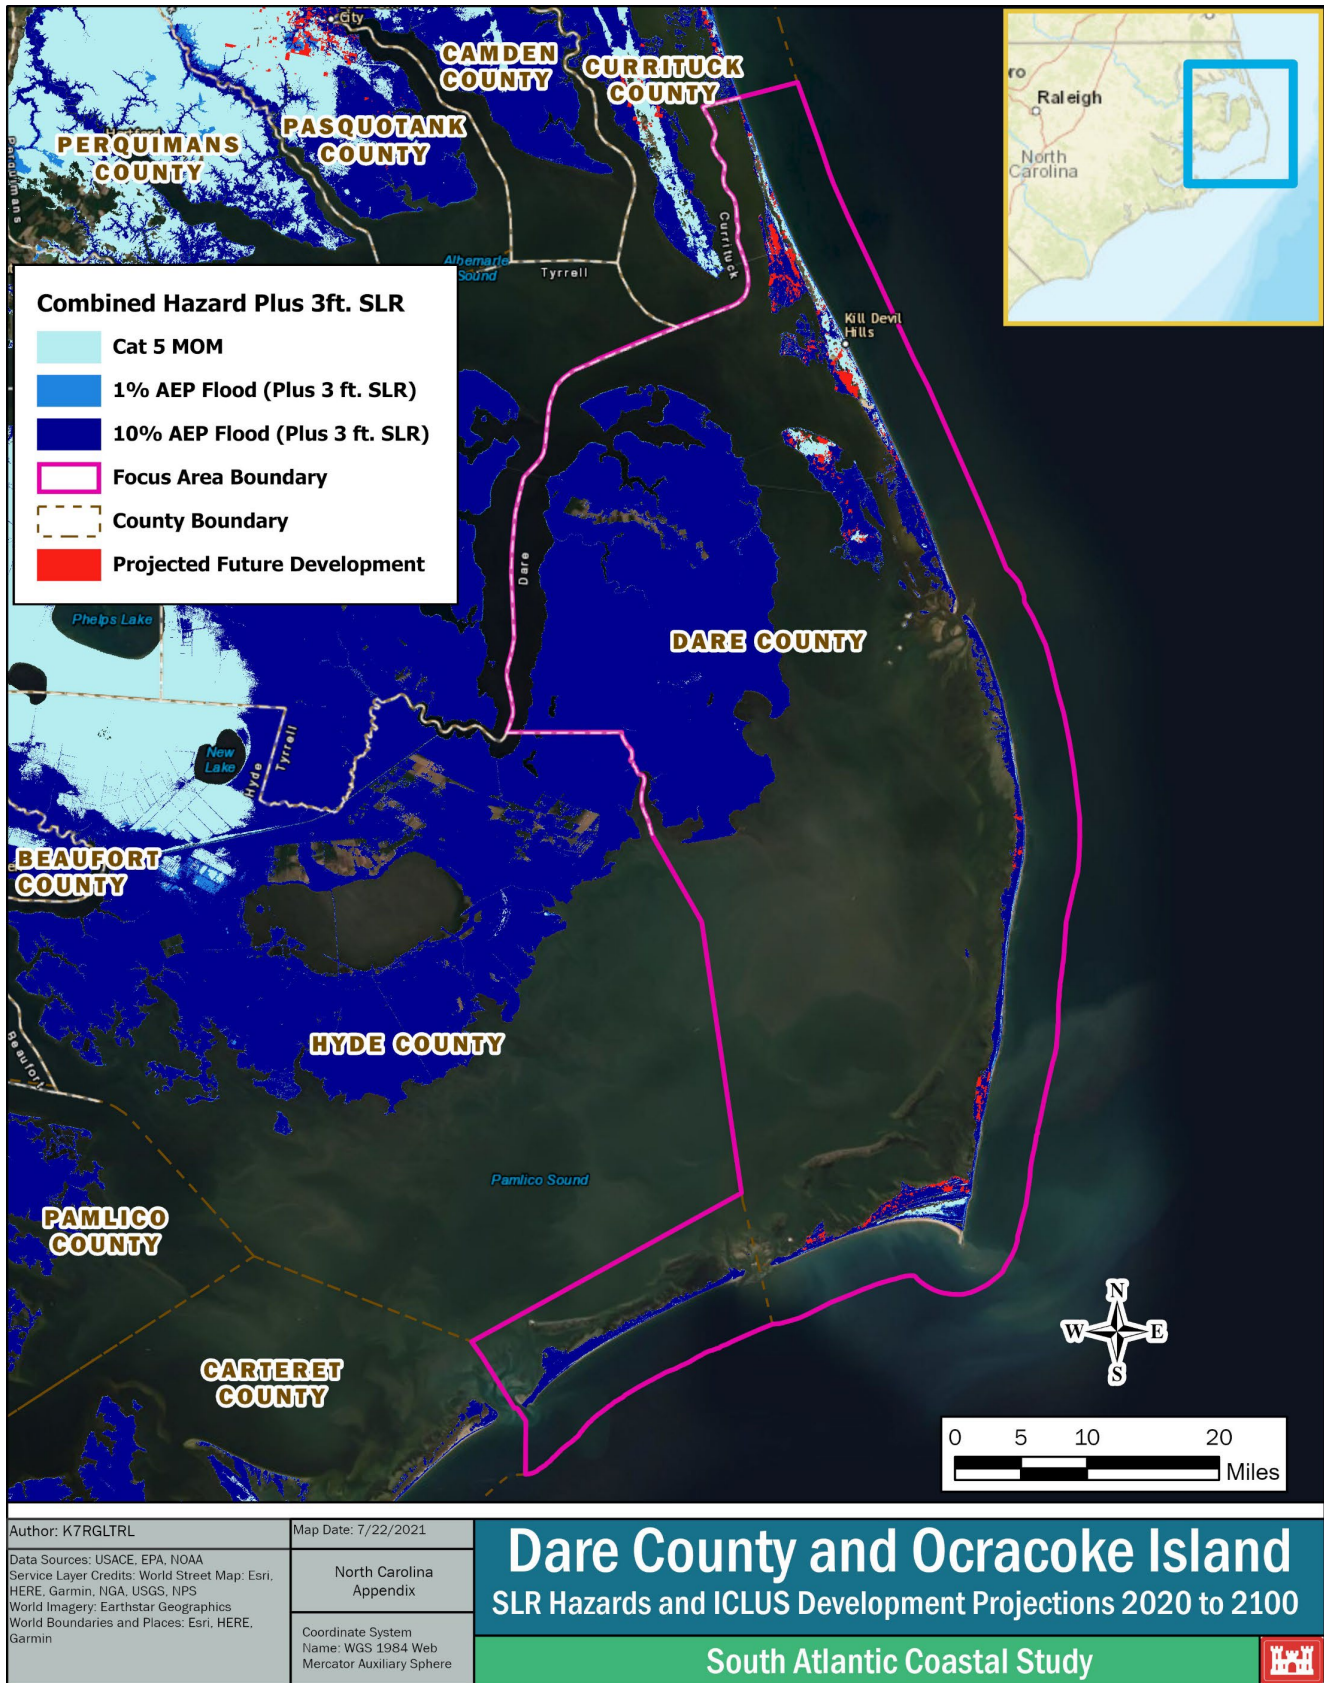 City
CAMDEN
COUNTY
CURRITUCK
COUNTY
PASQUOTANK
COUNTY
Hertford
PERQUIMANS
COUNTY
Perquimans
Albemarle
Sound
Tyrrell
Currituck
Kill Devil
Hills
ro
Raleigh
North
Carolina
Combined Hazard Plus 3ft. SLR
Cat 5 MOM
1% AEP Flood (Plus 3 ft. SLR)
10% AEP Flood (Plus 3 ft. SLR)
Focus Area Boundary
County Boundary
Projected Future Development
Dare
Phelps Lake
DARE COUNTY
New
Lake
Hyde
Tyrrell
BEAUFORT
COUNTY
HYDE COUNTY
Beaufort
Pamlico Sound
PAMLICO
COUNTY
CARTERET
COUNTY
N
W E
S
0 5 10 20
Miles
Author: K7RGLTRL
Data Sources: USACE, EPA, NOAA
Service Layer Credits: World Street Map: Esri,
HERE, Garmin, NGA, USGS, NPS
World Imagery: Earthstar Geographics
World Boundaries and Places: Esri, HERE,
Garmin
Map Date: 7/22/2021
North Carolina
Appendix
Coordinate System
Name: WGS 1984 Web
Mercator Auxiliary Sphere
Dare County and Ocracoke Island
SLR Hazards and ICLUS Development Projections 2020 to 2100
South Atlantic Coastal Study